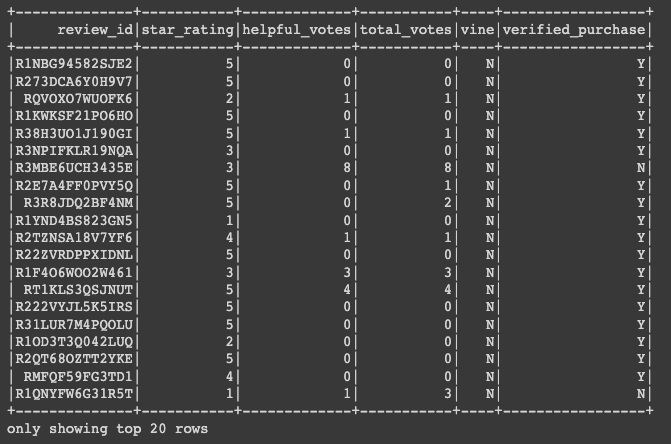 +--------------+-----------+-------------+-----------+----+-----------------+
|     review_id|star_rating|helpful_votes|total_votes|vine|verified_purchase|
+--------------+-----------+-------------+-----------+----+-----------------+
|R1NBG94582SJE2|          5|            0|          0|   N|                Y|
|R273DCA6Y0H9V7|          5|            0|          0|   N|                Y|
| RQVOXO7WUOFK6|          2|            1|          1|   N|                Y|
|R1KWKSF21PO6HO|          5|            0|          0|   N|                Y|
|R38H3UO1J190GI|          5|            1|          1|   N|                Y|
|R3NPIFKLR19NQA|          3|            0|          0|   N|                Y|
|R3MBE6UCH3435E|          3|            8|          8|   N|                N|
|R2E7A4FF0PVY5Q|          5|            0|          1|   N|                Y|
| R3R8JDQ2BF4NM|          5|            0|          2|   N|                Y|
|R1YND4BS823GN5|          1|            0|          0|   N|                Y|
|R2TZNSA18V7YF6|          4|            1|          1|   N|                Y|
|R22ZVRDPPXIDNL|          5|            0|          0|   N|                Y|
|R1F4O6WOO2W461|          3|            3|          3|   N|                Y|
| RT1KLS3QSJNUT|          5|            4|          4|   N|                Y|
|R222VYJL5K5IRS|          5|            0|          0|   N|                Y|
|R31LUR7M4PQOLU|          5|            0|          0|   N|                Y|
|R1OD3T3Q042LUQ|          2|            0|          0|   N|                Y|
|R2QT68OZTT2YKE|          5|            0|          0|   N|                Y|
| RMFQF59FG3TD1|          4|            0|          0|   N|                Y|
|R1QNYFW6G31R5T|          1|            1|          3|   N|                N|
+--------------+-----------+-------------+-----------+----+-----------------+
only showing top 20 rows